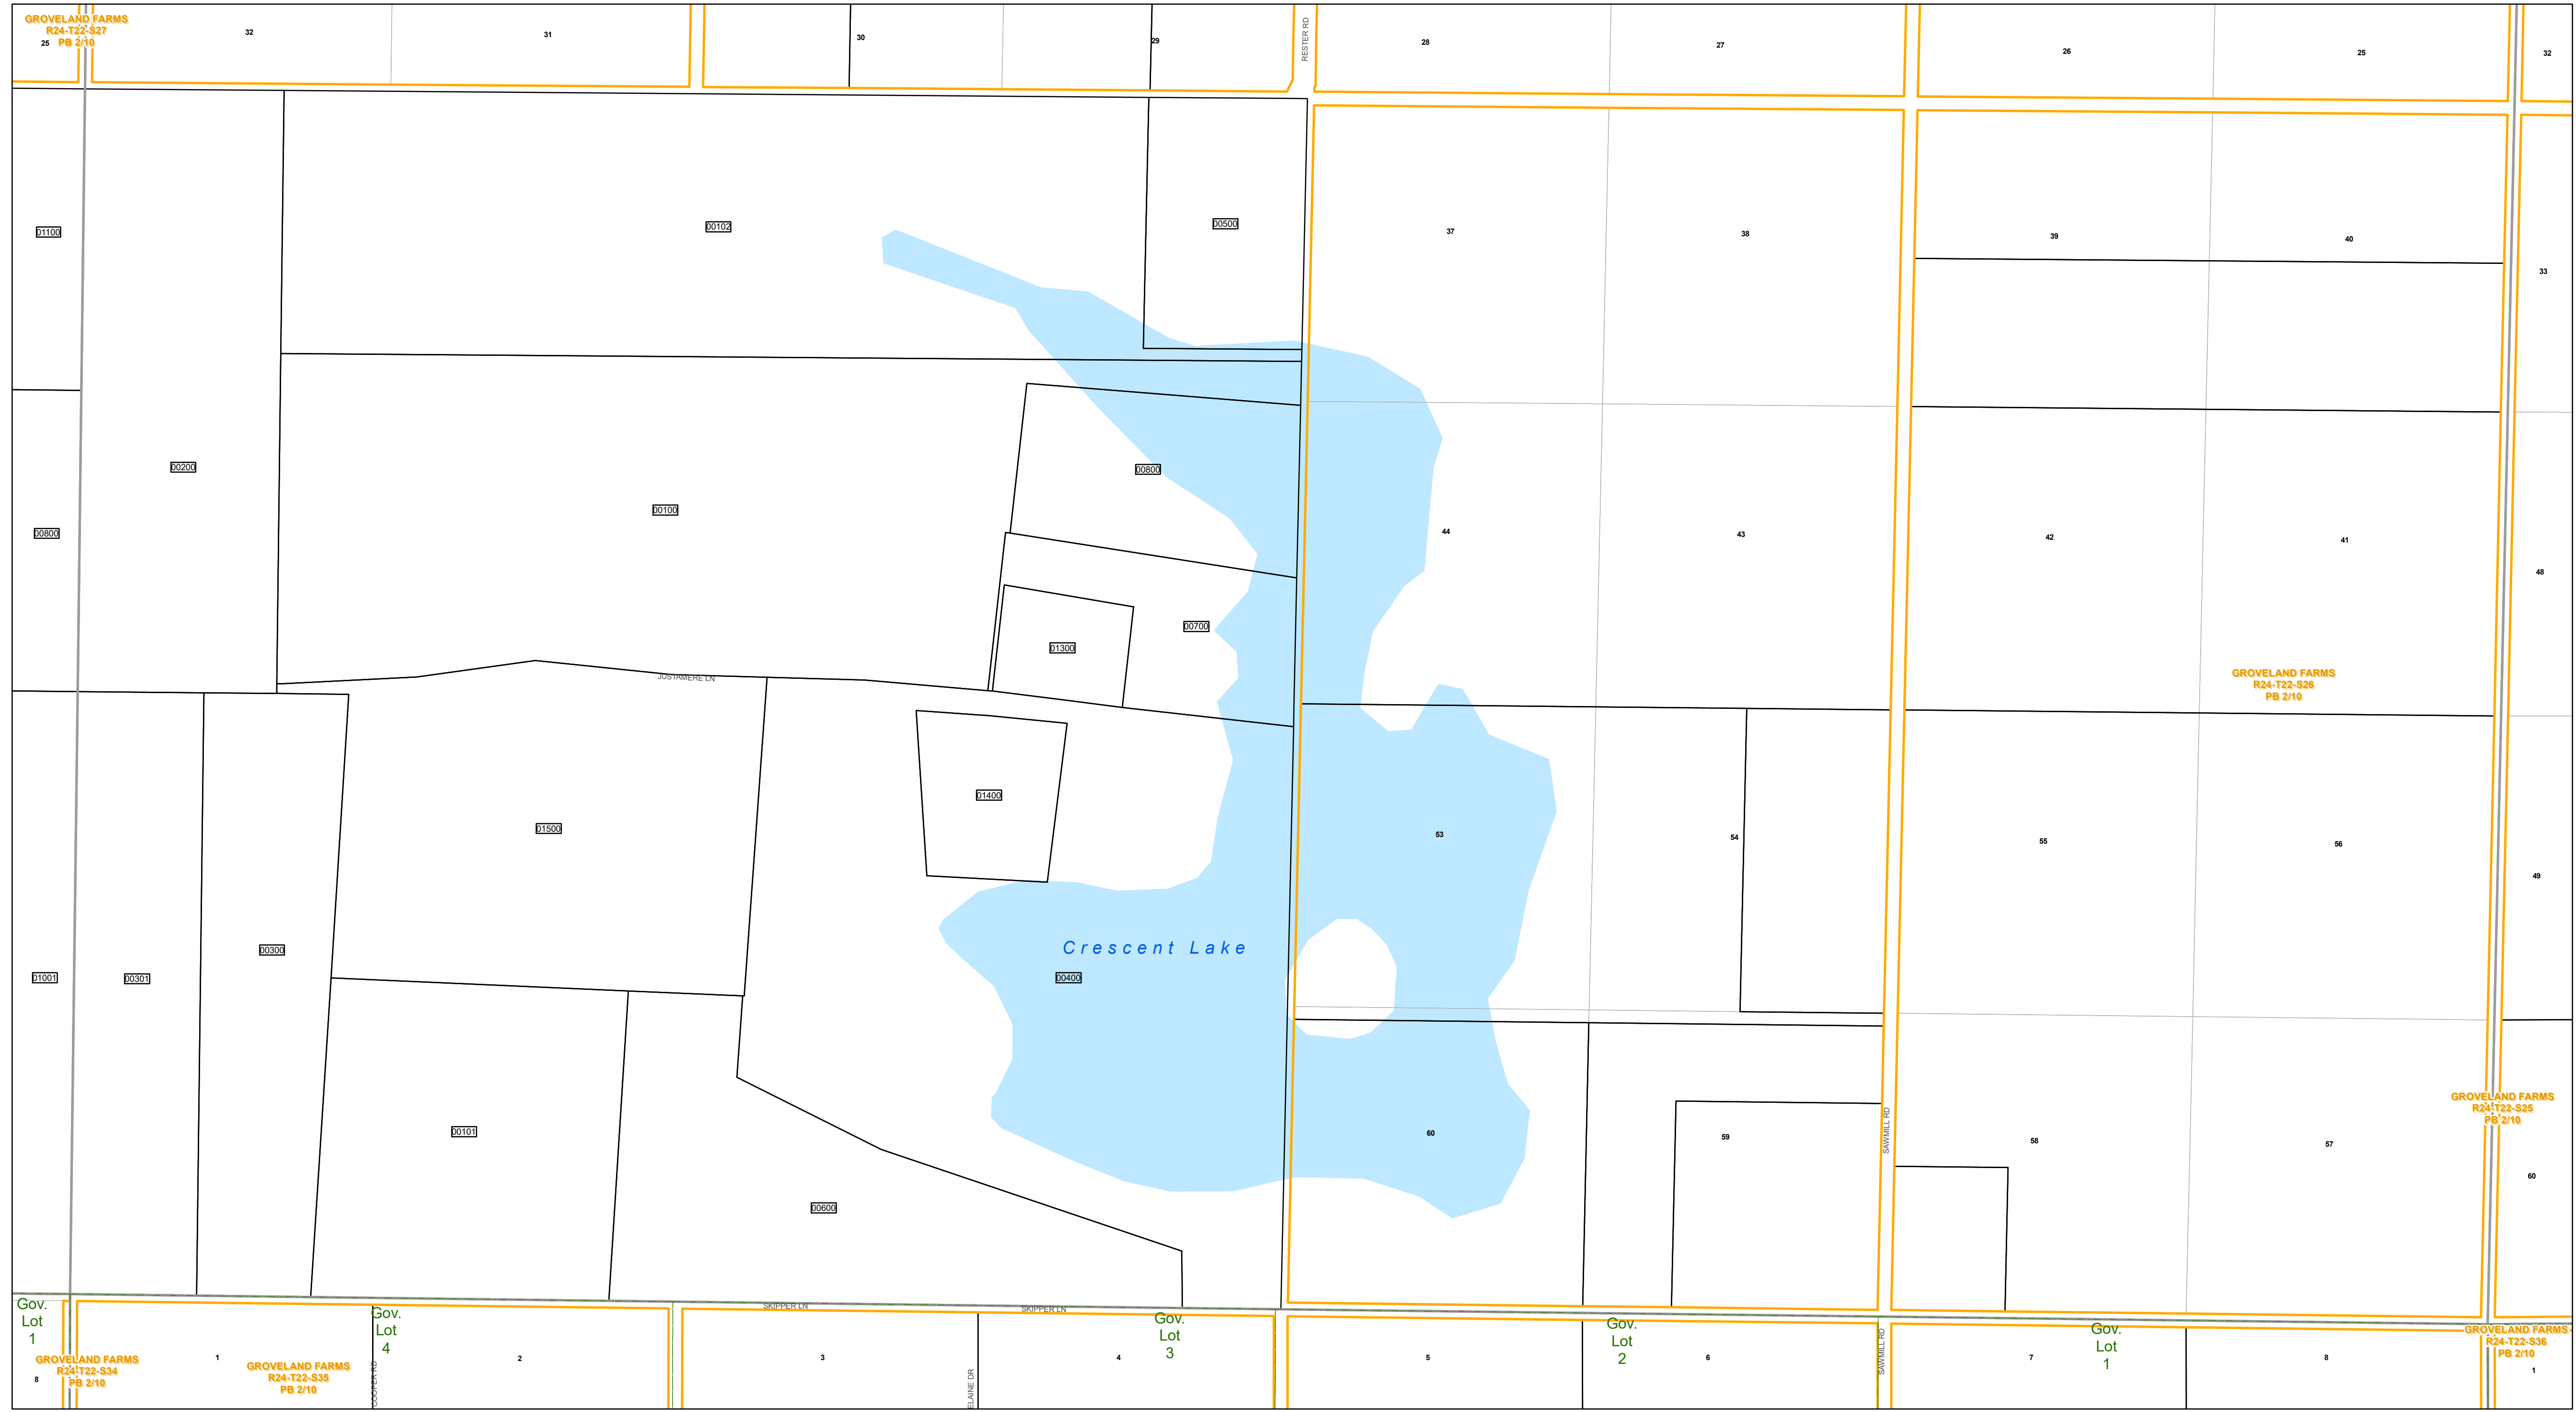 GROVELAND FARMS
R24-T22-S27
PB 2/10
25
32
31
30
29
RESTER RD
28
27
26
25
32
01100
00102
00500
37
38
39
40
33
00200
00800
00100
00800
44
43
42
41
48
00700
01300
JUSTAMERE LN
GROVELAND FARMS
R24-T22-S26
PB 2/10
01400
01500
53
54
55
56
49
Crescent Lake
00300
01001
00301
00400
00101
60
59
SAWMILL RD
58
57
GROVELAND FARMS
R24-T22-S25
PB 2/10
60
00600
Gov.
Lot
1
Gov.
Lot
4
SKIPPER LN
SKIPPER LN
Gov.
Lot
3
Gov.
Lot
2
Gov.
Lot
1
GROVELAND FARMS
R24-T22-S34
PB 2/10
8
1
GROVELAND FARMS
R24-T22-S35
PB 2/10
COOPER RD
2
3
ELAINE DR
4
5
6
SAWMILL RD
7
8
GROVELAND FARMS
R24-T22-S36
PB 2/10
1